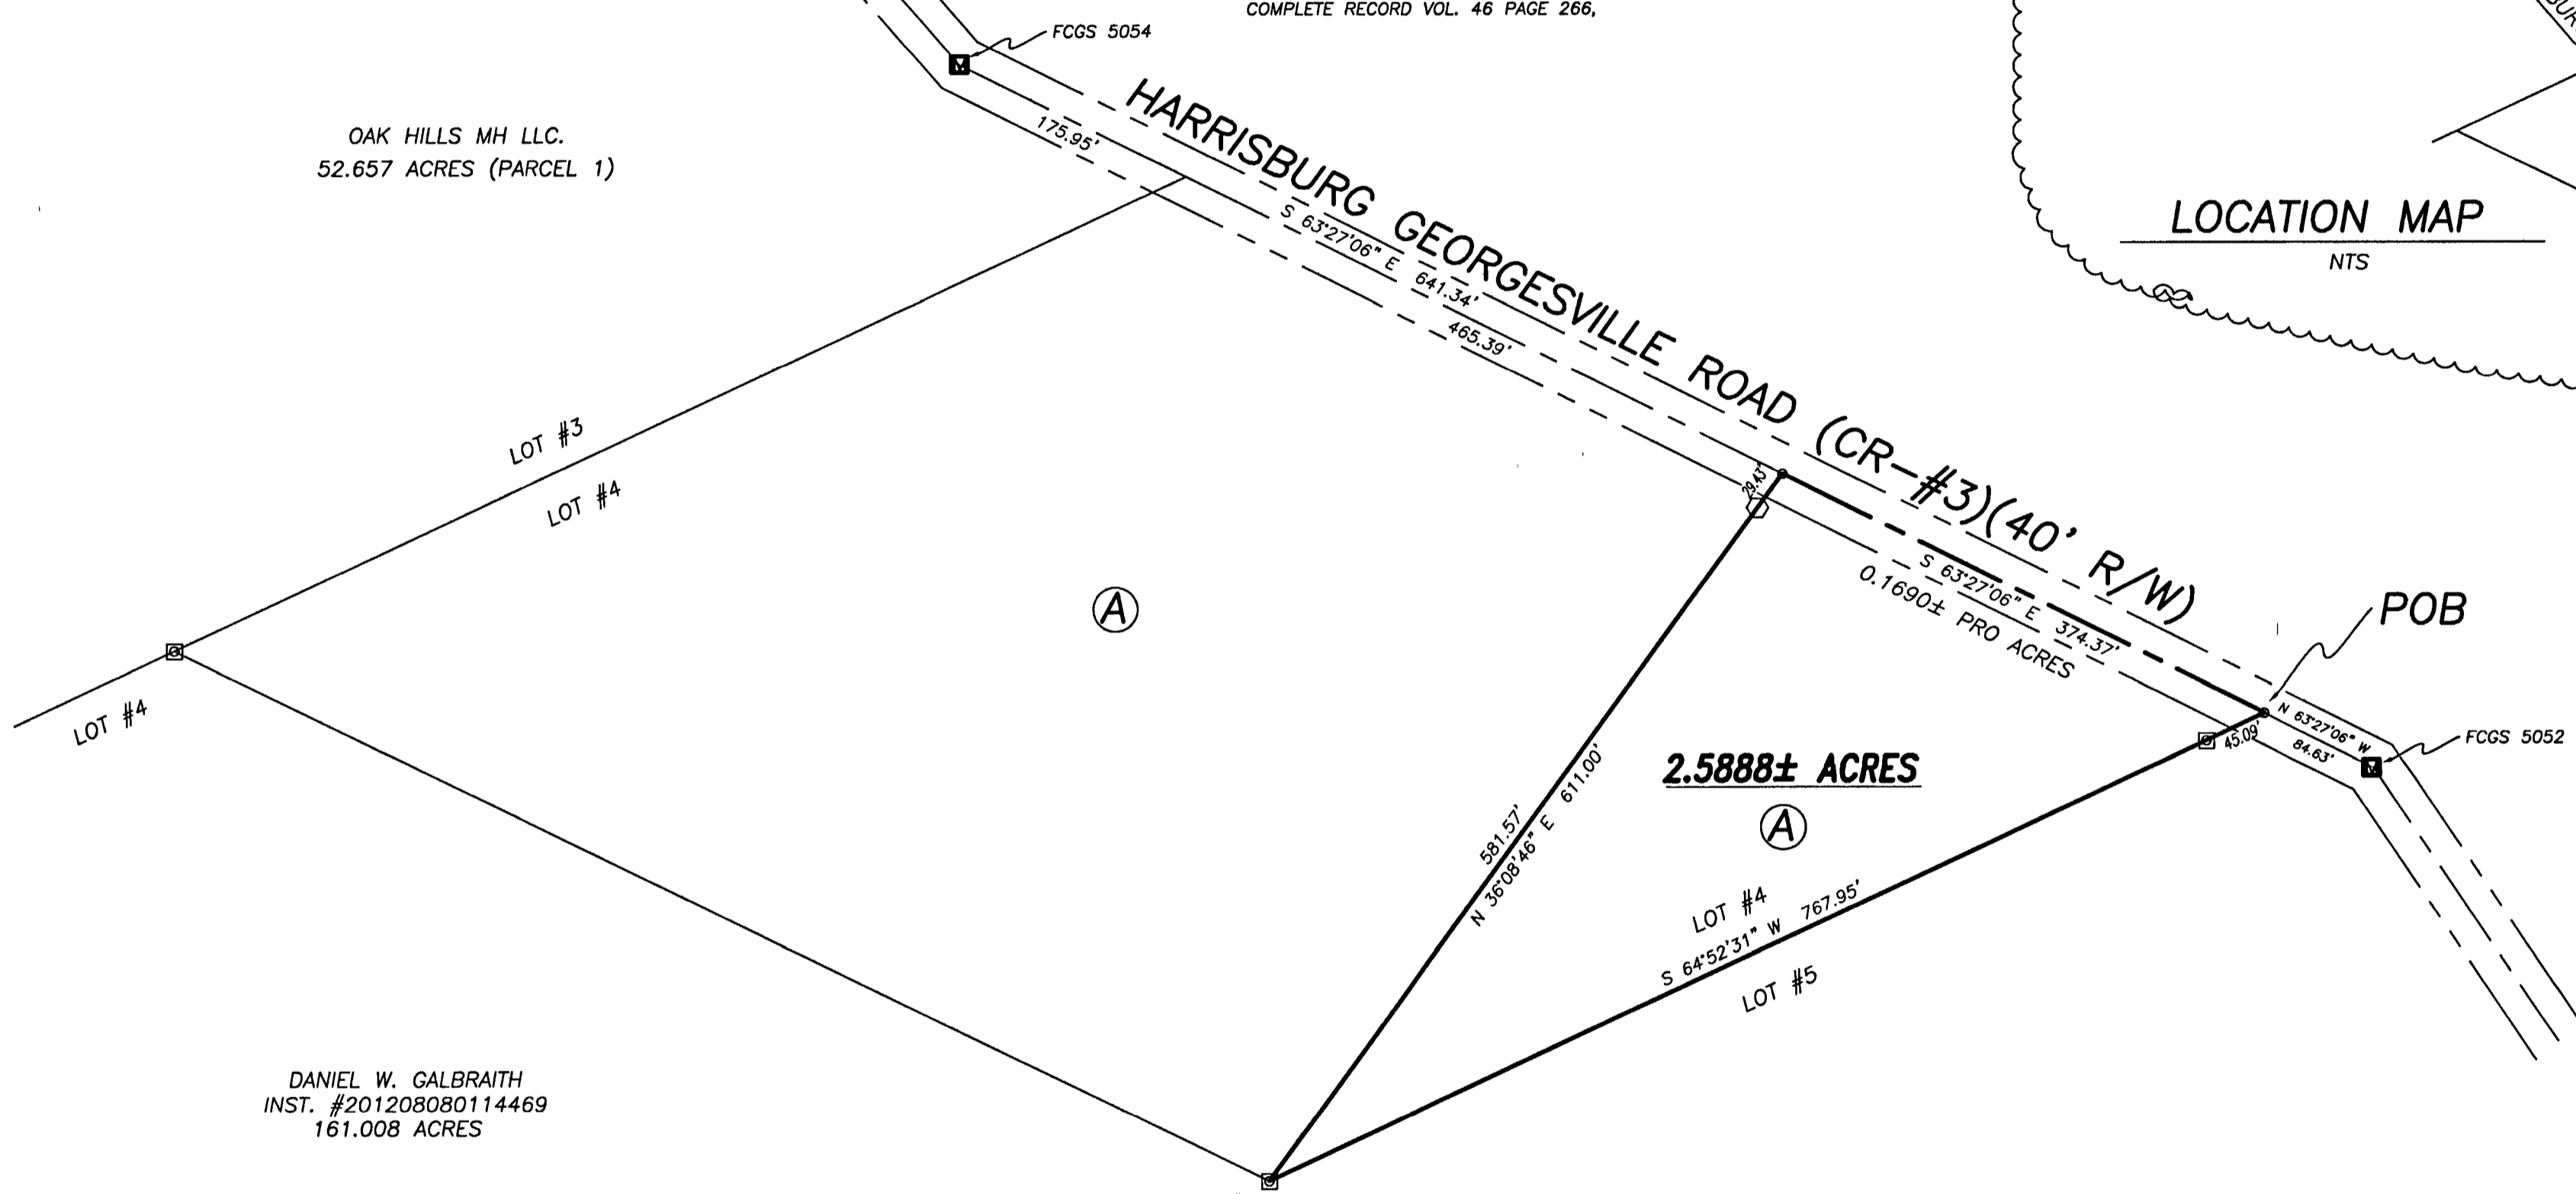 COMPLETE RECORD VOL. 46 PAGE 266,
FCGS 5054
OAK HILLS MH LLC.
52.657 ACRES (PARCEL 1)
175.95'
HARRISBURG GEORGESVILLE ROAD (CR-#3)(40' R/W)
S 63°27'06" E 641.34'
465.39'
LOCATION MAP
NTS
LOT #3
LOT #4
29.43'
S 63°27'06" E 374.37'
0.1690± PRO ACRES
POB
A
LOT #4
N 63°27'06" W
84.63'
45.09'
FCGS 5052
2.5888± ACRES
A
581.57'
N 36°08'46" E 611.00'
LOT #4
S 64°52'31" W 767.95'
LOT #5
DANIEL W. GALBRAITH
INST. #201208080114469
161.008 ACRES